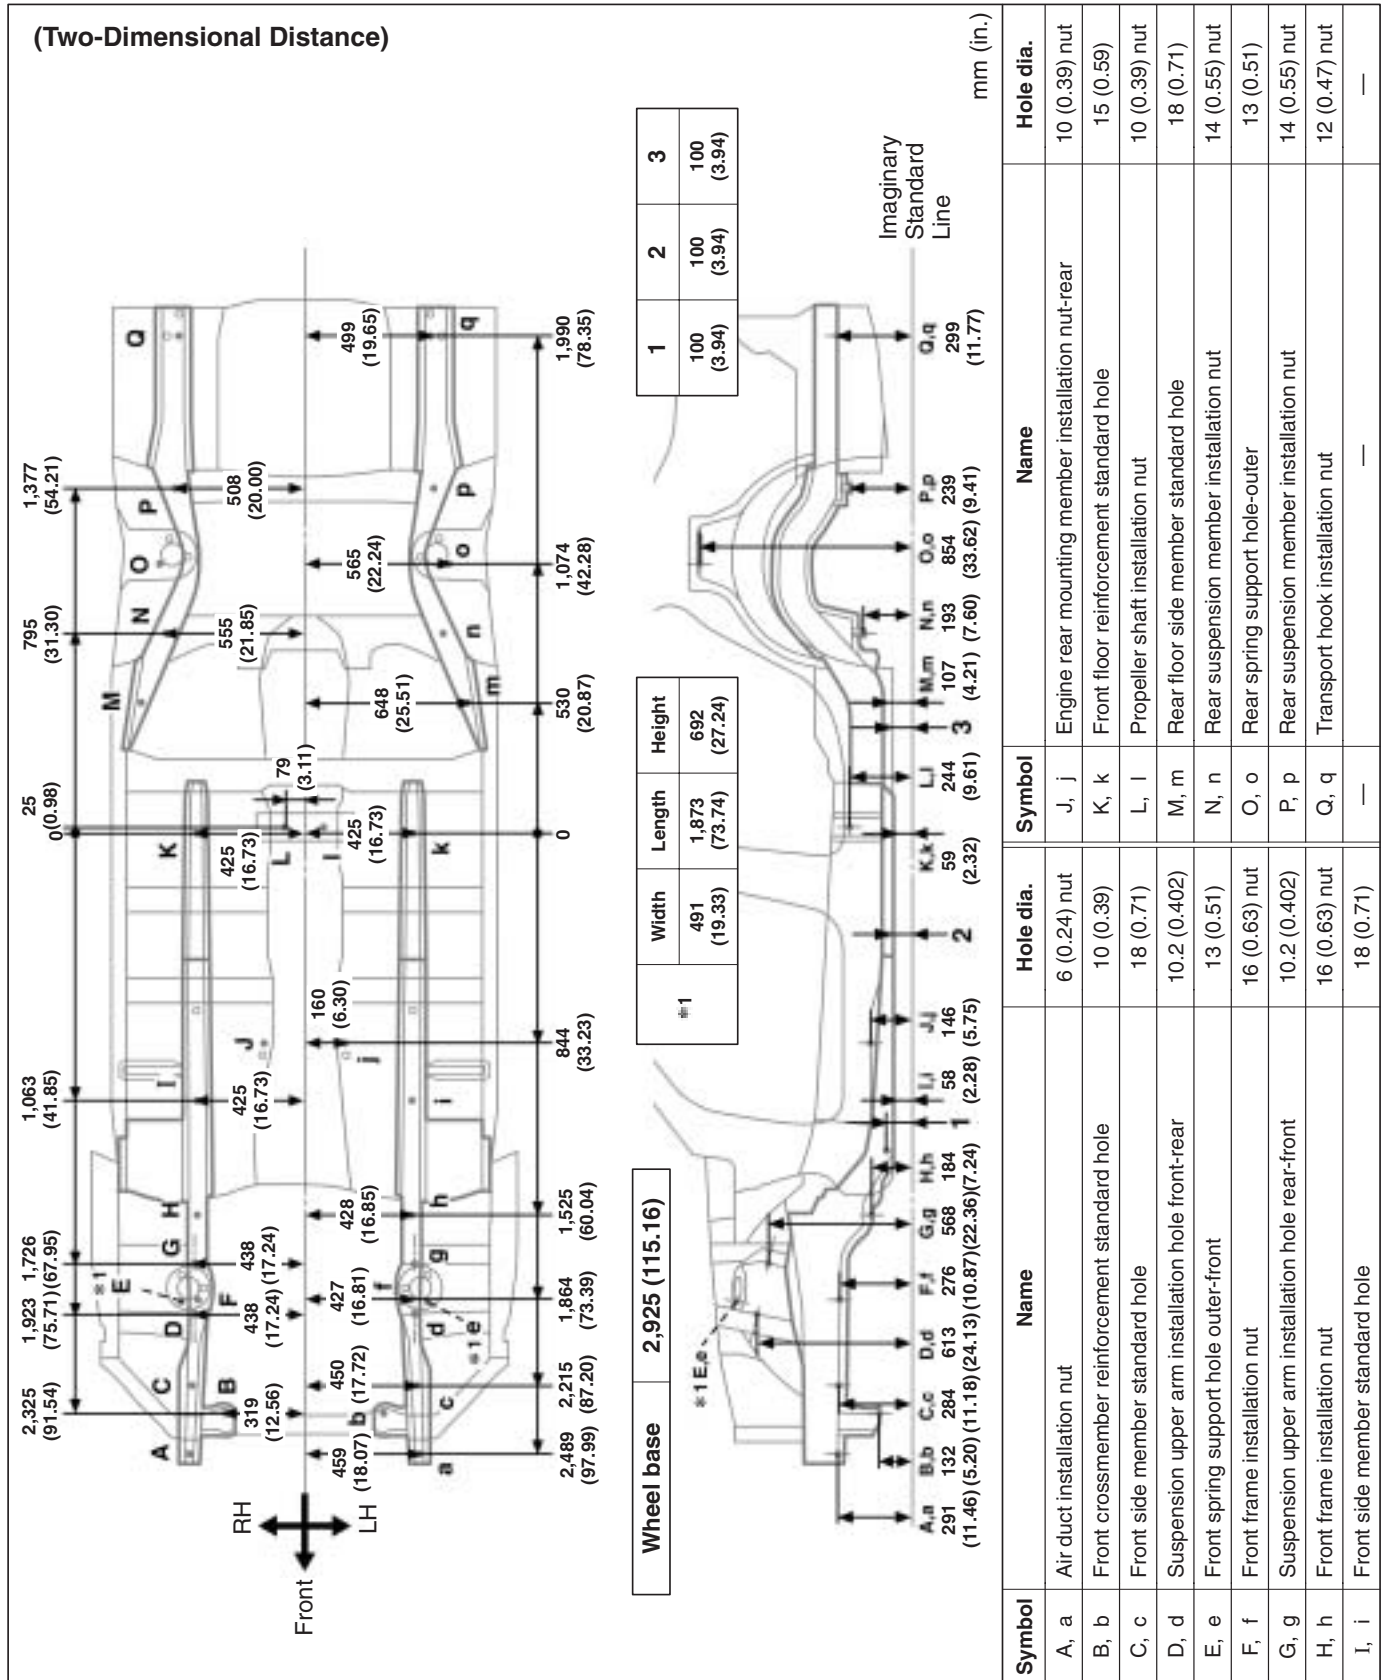 (Two-Dimensional Distance)
2,325
(91.54)
1,923
(75.71)
1,726
(67.95)
1,063
(41.85)
0
25
(0.98)
795
(31.30)
1,377
(54.21)
RH
LH
Front
A
B
C
D
E
※1
F
G
H
I
J
K
L
M
N
O
P
Q
319
(12.56)
438
(17.24)
438
(17.24)
425
(16.73)
425
(16.73)
79
(3.11)
555
(21.85)
508
(20.00)
459
(18.07)
450
(17.72)
427
(16.81)
428
(16.85)
160
(6.30)
425
(16.73)
648
(25.51)
565
(22.24)
499
(19.65)
a
b
c
d
※1 e
f
g
h
i
j
k
l
m
n
o
p
q
2,489
(97.99)
2,215
(87.20)
1,864
(73.39)
1,525
(60.04)
844
(33.23)
0
530
(20.87)
1,074
(42.28)
1,990
(78.35)
Wheel base 2,925 (115.16)
※1 Width Length Height
491
(19.33)
1,873
(73.74)
692
(27.24)
1 2 3
100
(3.94)
100
(3.94)
100
(3.94)
※1 E,e
Imaginary
Standard
Line
A,a
291
(11.46)
B,b
132
(5.20)
C,c
284
(11.18)
D,d
613
(24.13)
F,f
276
(10.87)
G,g
568
(22.36)
H,h
184
(7.24)
1
I,i
58
(2.28)
J,j
146
(5.75)
2
K,k
59
(2.32)
L,l
244
(9.61)
3
M,m
107
(4.21)
N,n
193
(7.60)
O,o
854
(33.62)
P,p
239
(9.41)
Q,q
299
(11.77)
mm (in.)
Symbol Name Hole dia. Symbol Name Hole dia.
A, a Air duct installation nut 6 (0.24) nut J, j Engine rear mounting member installation nut-rear 10 (0.39) nut
B, b Front crossmember reinforcement standard hole 10 (0.39) K, k Front floor reinforcement standard hole 15 (0.59)
C, c Front side member standard hole 18 (0.71) L, l Propeller shaft installation nut 10 (0.39) nut
D, d Suspension upper arm installation hole front-rear 10.2 (0.402) M, m Rear floor side member standard hole 18 (0.71)
E, e Front spring support hole outer-front 13 (0.51) N, n Rear suspension member installation nut 14 (0.55) nut
F, f Front frame installation nut 16 (0.63) nut O, o Rear spring support hole-outer 13 (0.51)
G, g Suspension upper arm installation hole rear-front 10.2 (0.402) P, p Rear suspension member installation nut 14 (0.55) nut
H, h Front frame installation nut 16 (0.63) nut Q, q Transport hook installation nut 12 (0.47) nut
I, i Front side member standard hole 18 (0.71) — — —